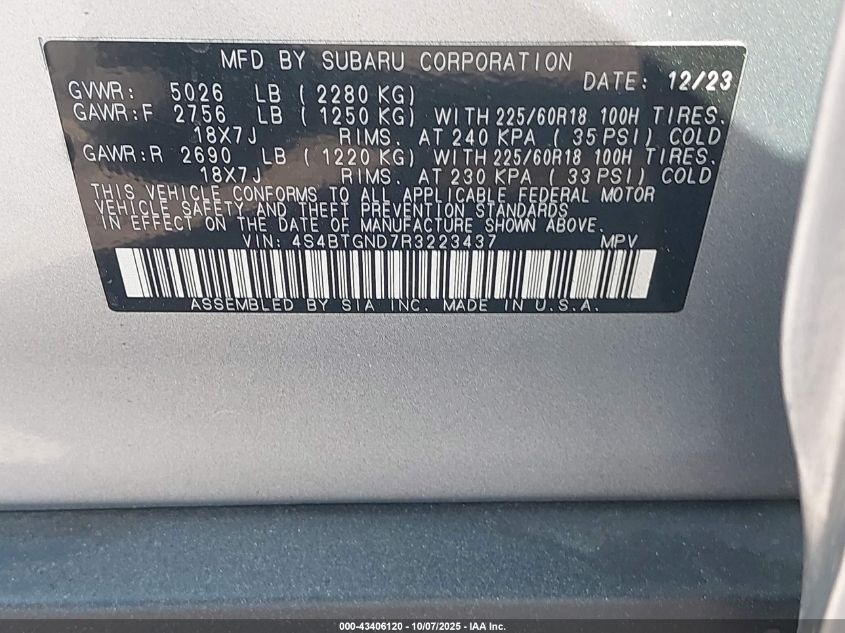 MFD BY SUBARU CORPORATION
DATE: 12/23
GVWR: 5026 LB ( 2280 KG)
GAWR:F 2756 LB ( 1250 KG) WITH 225/60R18 100H TIRES.
18X7J RIMS. AT 240 KPA ( 35 PSI) COLD
GAWR:R 2690 LB ( 1220 KG) WITH 225/60R18 100H TIRES.
18X7J RIMS. AT 230 KPA ( 33 PSI) COLD
THIS VEHICLE CONFORMS TO ALL APPLICABLE FEDERAL MOTOR
VEHICLE SAFETY AND THEFT PREVENTION STANDARDS
IN EFFECT ON THE DATE OF MANUFACTURE SHOWN ABOVE.
VIN: 4S4BTGND7R3223437 MPV
ASSEMBLED BY SIA INC. MADE IN U.S.A.
000-43406120 - 10/07/2025 - IAA Inc.